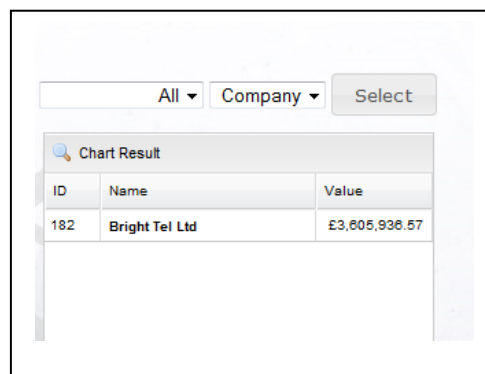 All Company Select
Chart Result
ID Name Value
182 Bright Tel Ltd £3,605,936.57